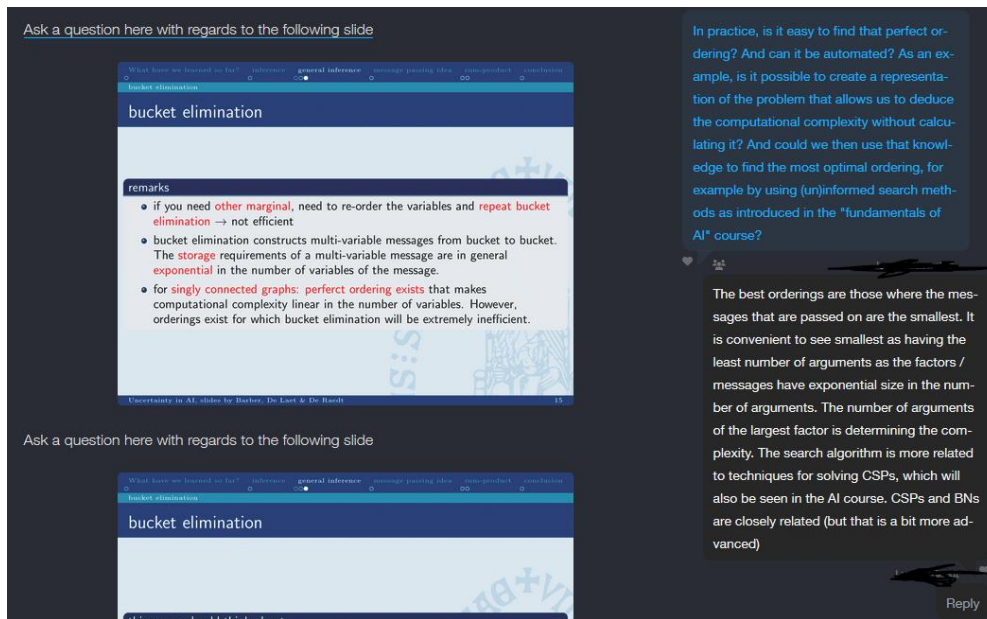 Ask a question here with regards to the following slide
What have we learned so far? inference general inference message passing idea sum-product conclusion
bucket elimination
bucket elimination
remarks
if you need other marginal, need to re-order the variables and repeat bucket
elimination → not efficient
bucket elimination constructs multi-variable messages from bucket to bucket.
The storage requirements of a multi-variable message are in general
exponential in the number of variables of the message.
for singly connected graphs: perferct ordering exists that makes
computational complexity linear in the number of variables. However,
orderings exist for which bucket elimination will be extremely inefficient.
Uncertainty in AI, slides by Barber, De Laet & De Raedt 15
Ask a question here with regards to the following slide
What have we learned so far? inference general inference message passing idea sum-product conclusion
bucket elimination
bucket elimination
In practice, is it easy to find that perfect or-
dering? And can it be automated? As an ex-
ample, is it possible to create a representa-
tion of the problem that allows us to deduce
the computational complexity without calcu-
lating it? And could we then use that knowl-
edge to find the most optimal ordering, for
example by using (un)informed search meth-
ods as introduced in the "fundamentals of
AI" course?
The best orderings are those where the mes-
sages that are passed on are the smallest. It
is convenient to see smallest as having the
least number of arguments as the factors /
messages have exponential size in the num-
ber of arguments. The number of arguments
of the largest factor is determining the com-
plexity. The search algorithm is more related
to techniques for solving CSPs, which will
also be seen in the AI course. CSPs and BNs
are closely related (but that is a bit more ad-
vanced)
Reply